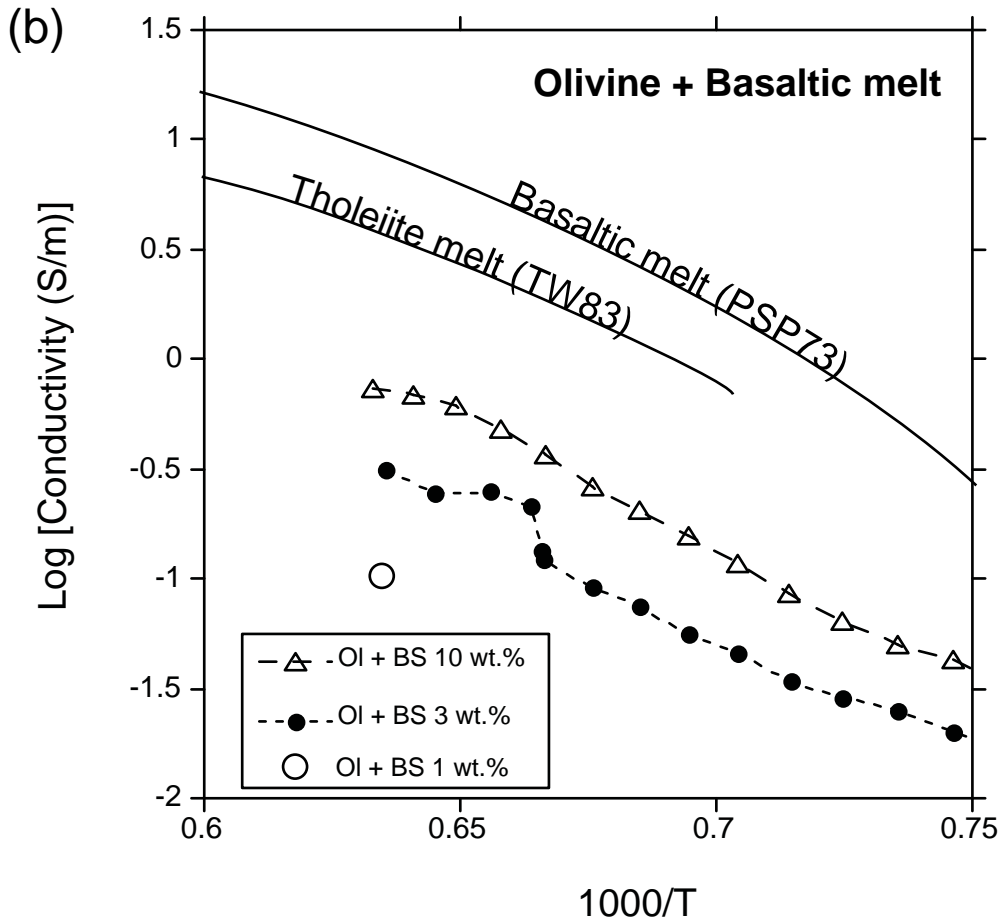 (b)
1.5
Olivine + Basaltic melt
1
Basaltic melt (PSP73)
Tholeiite melt (TW83)
0.5
0
Log [Conductivity (S/m)]
-0.5
-1
Ol + BS 10 wt.%
-1.5
Ol + BS 3 wt.%
Ol + BS 1 wt.%
-2
0.6 0.65 0.7 0.75
1000/T